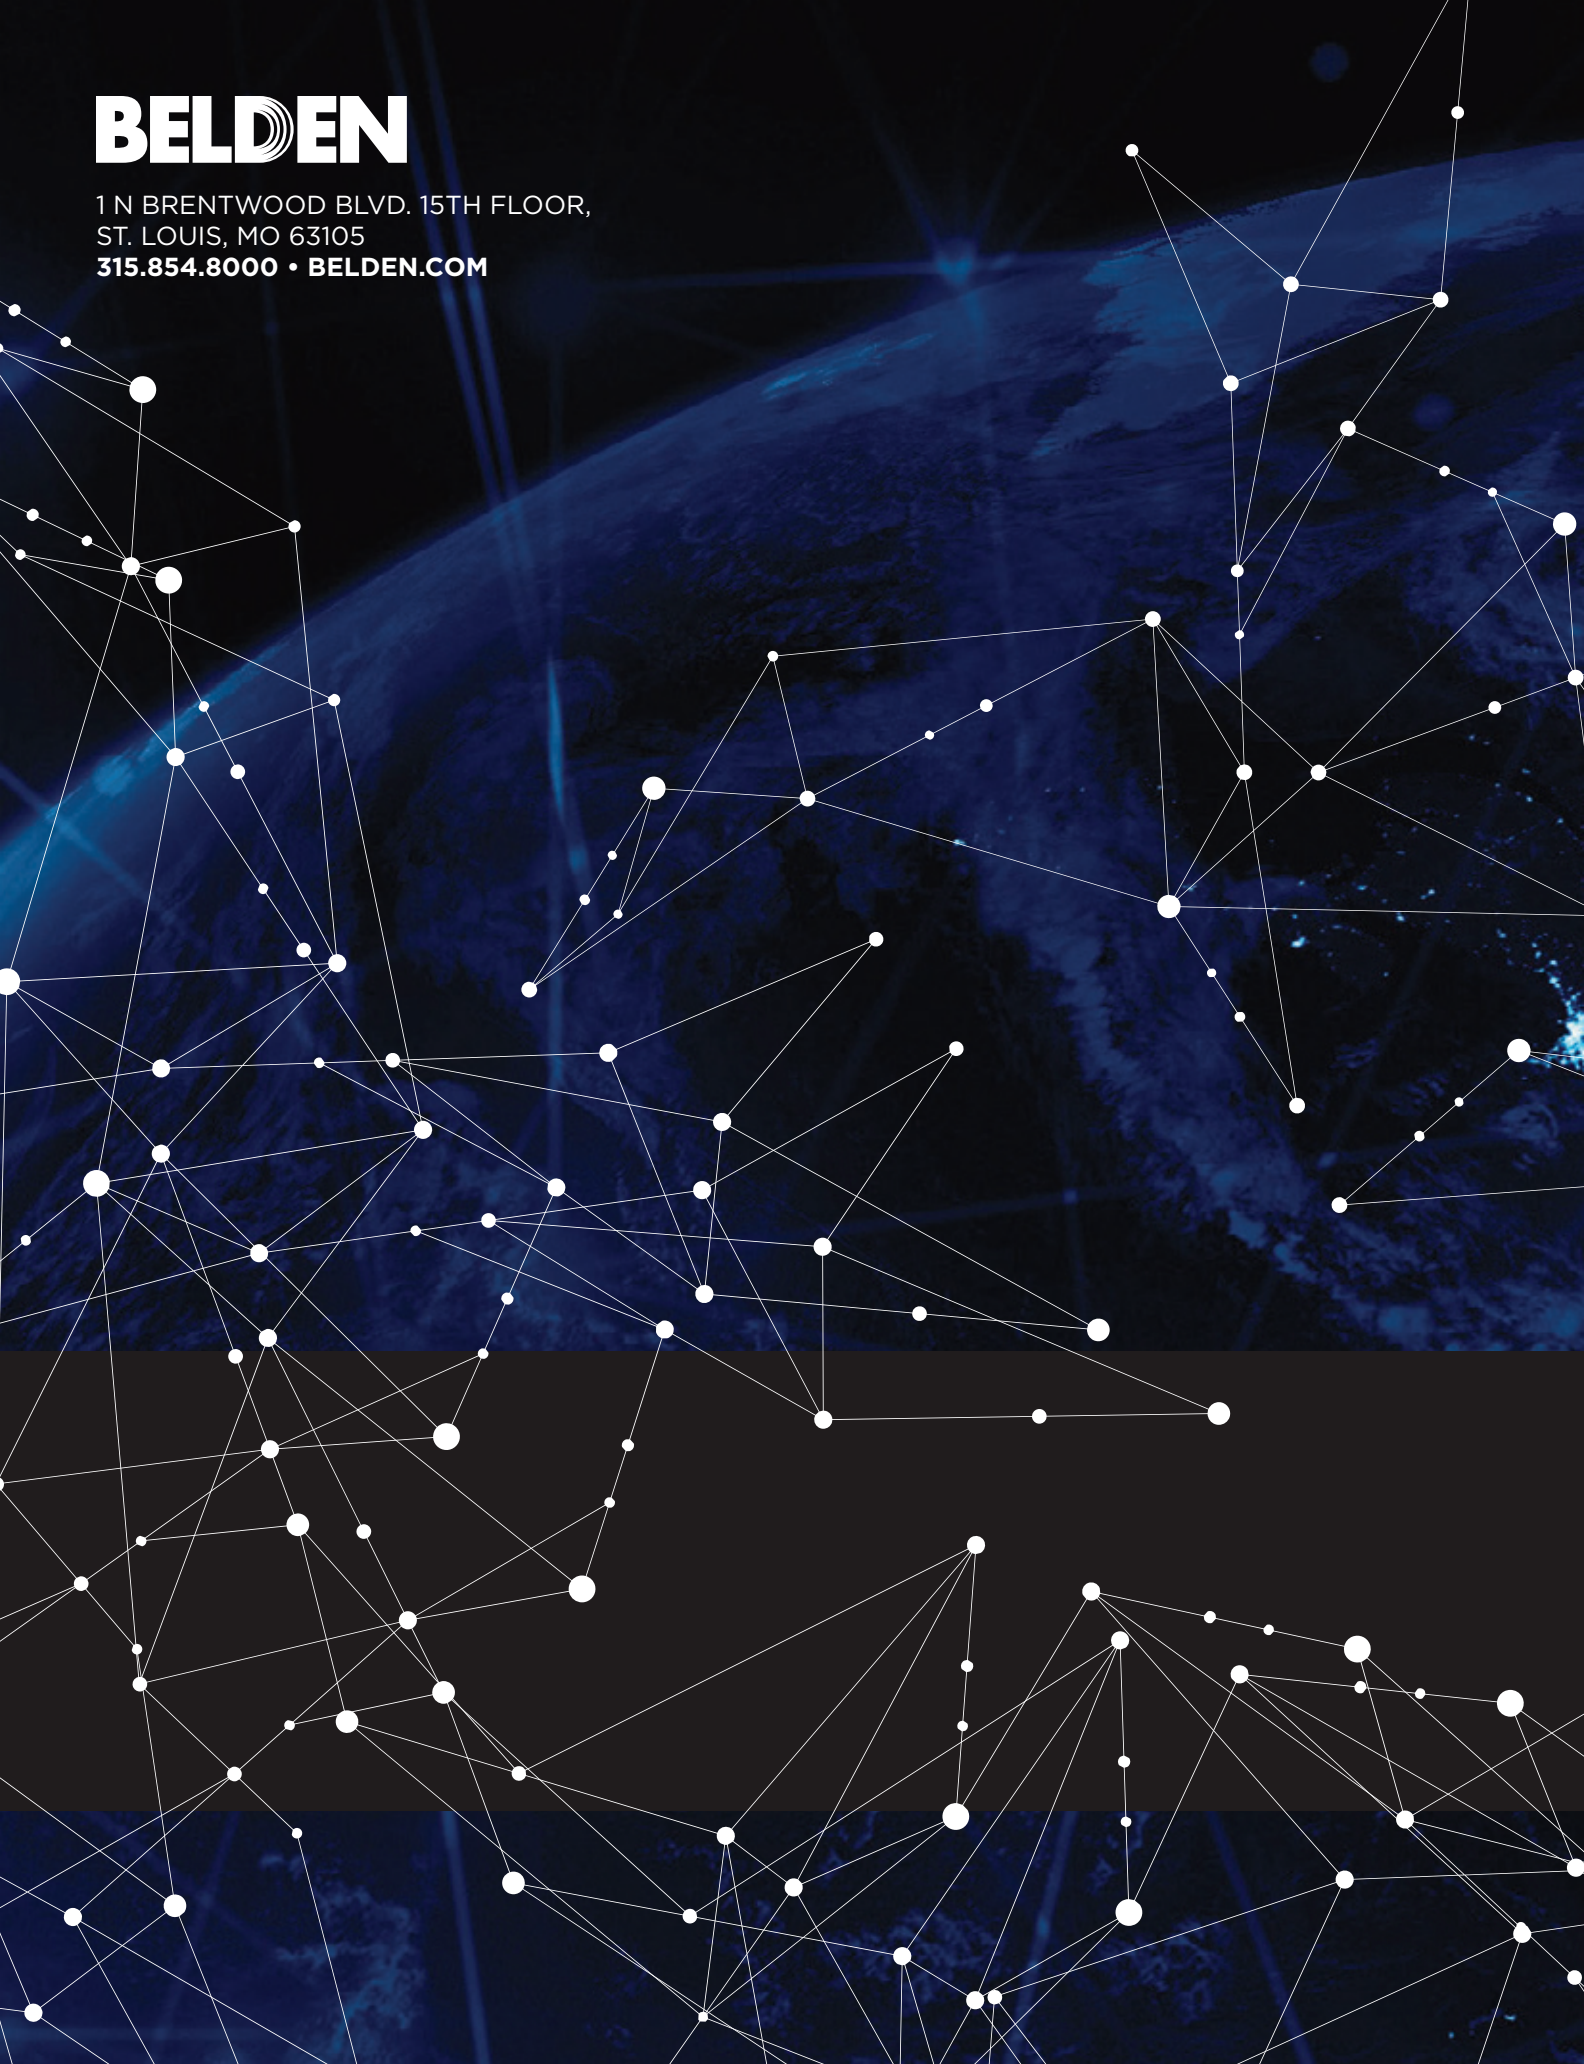 BELDEN
1 N BRENTWOOD BLVD. 15TH FLOOR,
ST. LOUIS, MO 63105
315.854.8000 • BELDEN.COM